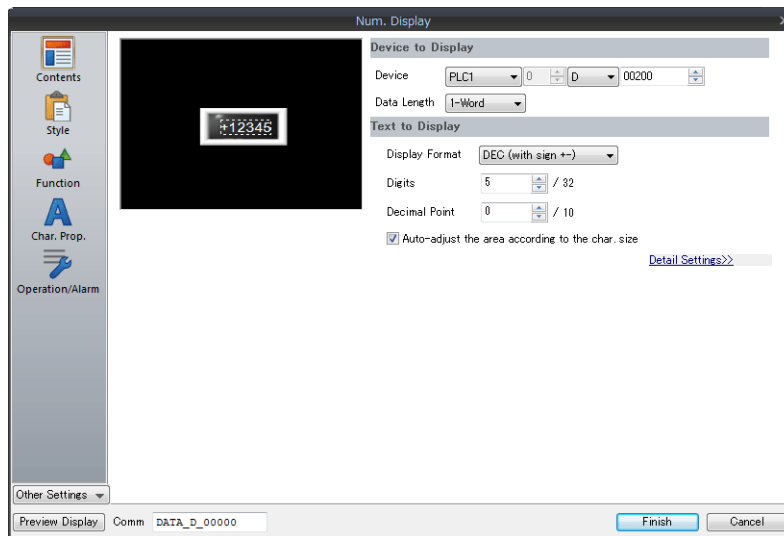 Num. Display
Contents
Style
Function
Char. Prop.
Operation/Alarm
Other Settings
+12345
Device to Display
Device PLC1 0 D 00200
Data Length 1-Word
Text to Display
Display Format DEC (with sign +-)
Digits 5 / 32
Decimal Point 0 / 10
Auto-adjust the area according to the char. size
Detail Settings>>
Preview Display Comm DATA_D_00000 Finish Cancel